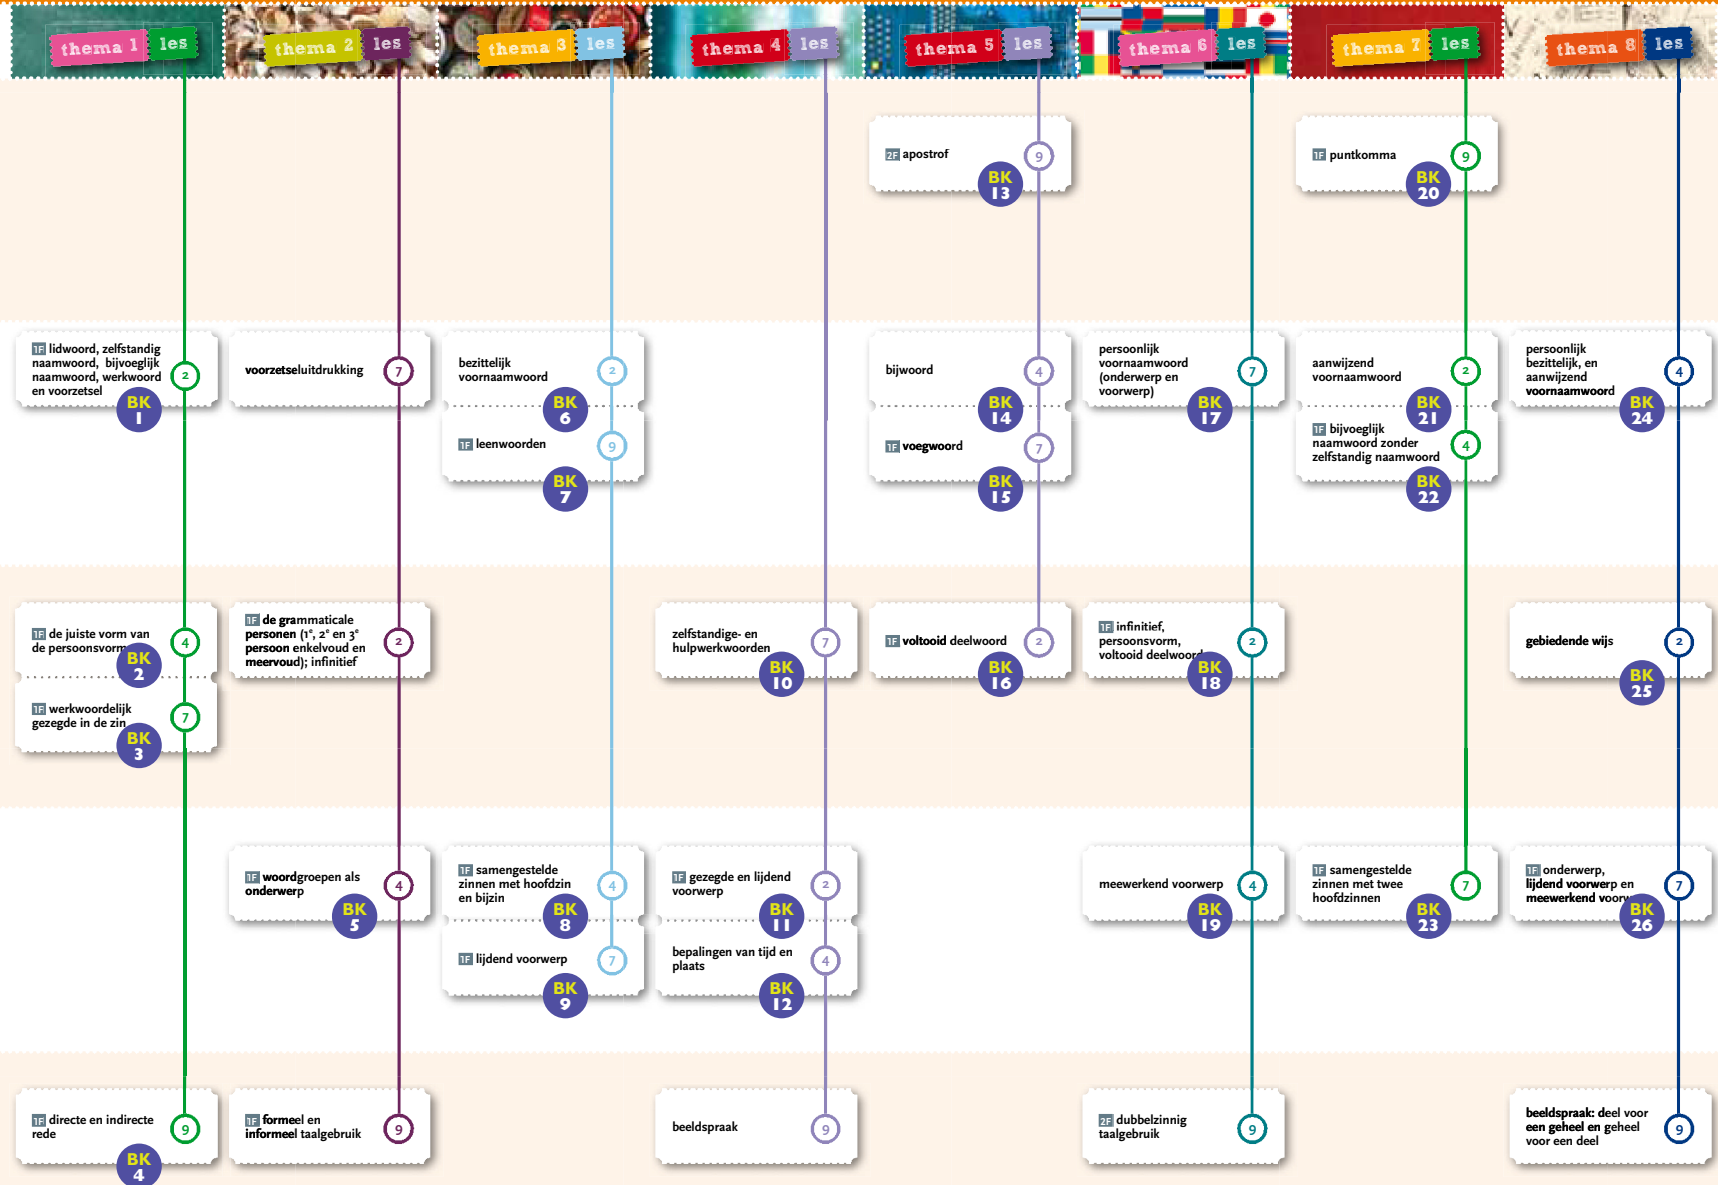 thema 1 les
thema 2 les
thema 3 les
thema 4 les
thema 5 les
thema 6 les
thema 7 les
thema 8 les
2F apostrof
9
BK
13
1F puntkomma
9
BK
20
1F lidwoord, zelfstandig
naamwoord, bijvoeglijk
naamwoord, werkwoord
en voorzetsel
2
BK
1
voorzetseluitdrukking
7
bezittelijk
voornaamwoord
2
BK
6
1F leenwoorden
9
BK
7
bijwoord
4
BK
14
1F voegwoord
7
BK
15
persoonlijk
voornaamwoord
(onderwerp en
voorwerp)
7
BK
17
aanwijzend
voornaamwoord
2
BK
21
1F bijvoeglijk
naamwoord zonder
zelfstandig naamwoord
4
BK
22
persoonlijk
bezittelijk, en
aanwijzend
voornaamwoord
4
BK
24
1F de juiste vorm van
de persoonsvorm
4
BK
2
1F werkwoordelijk
gezegde in de zin
7
BK
3
1F de grammaticale
personen (1e, 2e en 3e
persoon enkelvoud en
meervoud); infinitief
2
zelfstandige- en
hulpwerkwoorden
7
BK
10
1F voltooid deelwoord
2
BK
16
1F infinitief,
persoonsvorm,
voltooid deelwoord
2
BK
18
gebiedende wijs
2
BK
25
1F woordgroepen als
onderwerp
4
BK
5
1F samengestelde
zinnen met hoofdzin
en bijzin
4
BK
8
1F lijdend voorwerp
7
BK
9
1F gezegde en lijdend
voorwerp
2
BK
11
bepalingen van tijd en
plaats
4
BK
12
meewerkend voorwerp
4
BK
19
1F samengestelde
zinnen met twee
hoofdzinnen
7
BK
23
1F onderwerp,
lijdend voorwerp en
meewerkend voorw
7
BK
26
1F directe en indirecte
rede
9
BK
4
1F formeel en
informeel taalgebruik
9
beeldspraak
9
2F dubbelzinnig
taalgebruik
9
beeldspraak: deel voor
een geheel en geheel
voor een deel
9